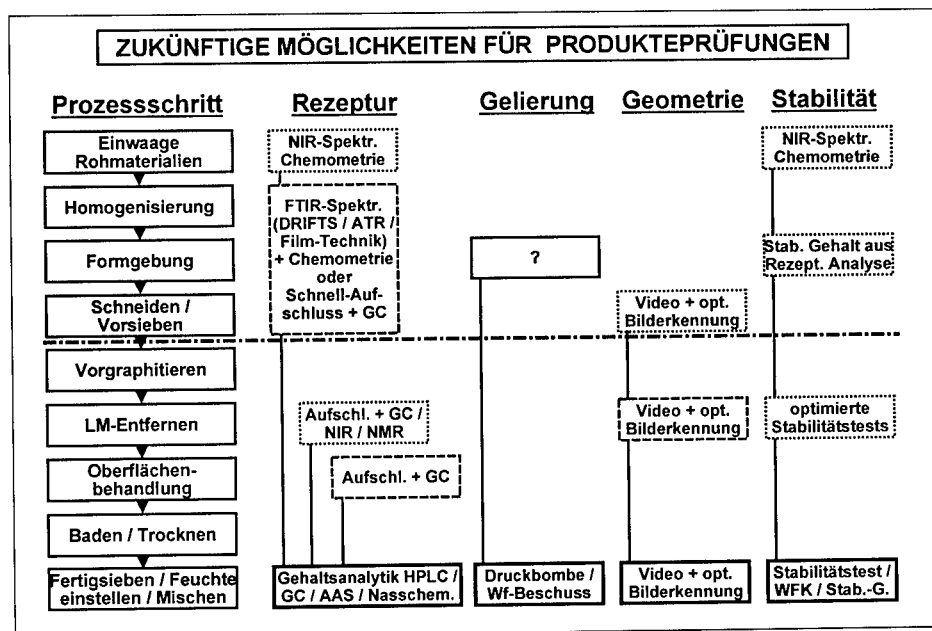 ZUKÜNFTIGE MÖGLICHKEITEN FÜR PRODUKTEPRÜFUNGEN
Prozessschritt
Einwaage
Rohmaterialien
Homogenisierung
Formgebung
Schneiden /
Vorsieben
Vorgraphitieren
LM-Entfernen
Oberflächen-
behandlung
Baden / Trocknen
Fertigsieben / Feuchte
einstellen / Mischen
Rezeptur
NIR-Spektr.
Chemometrie
FTIR-Spektr.
(DRIFTS / ATR /
Film-Technik)
+ Chemometrie
oder
Schnell-Auf-
schluss + GC
Aufschl. + GC /
NIR / NMR
Aufschl. + GC
Gehaltsanalytik HPLC /
GC / AAS / Nasschem.
Gelierung
?
Druckbombe /
Wf-Beschuss
Geometrie
Video + opt.
Bilderkennung
Video + opt.
Bilderkennung
Video + opt.
Bilderkennung
Stabilität
NIR-Spektr.
Chemometrie
Stab. Gehalt aus
Rezept. Analyse
optimierte
Stabilitätstests
Stabilitätstest /
WFK / Stab.-G.